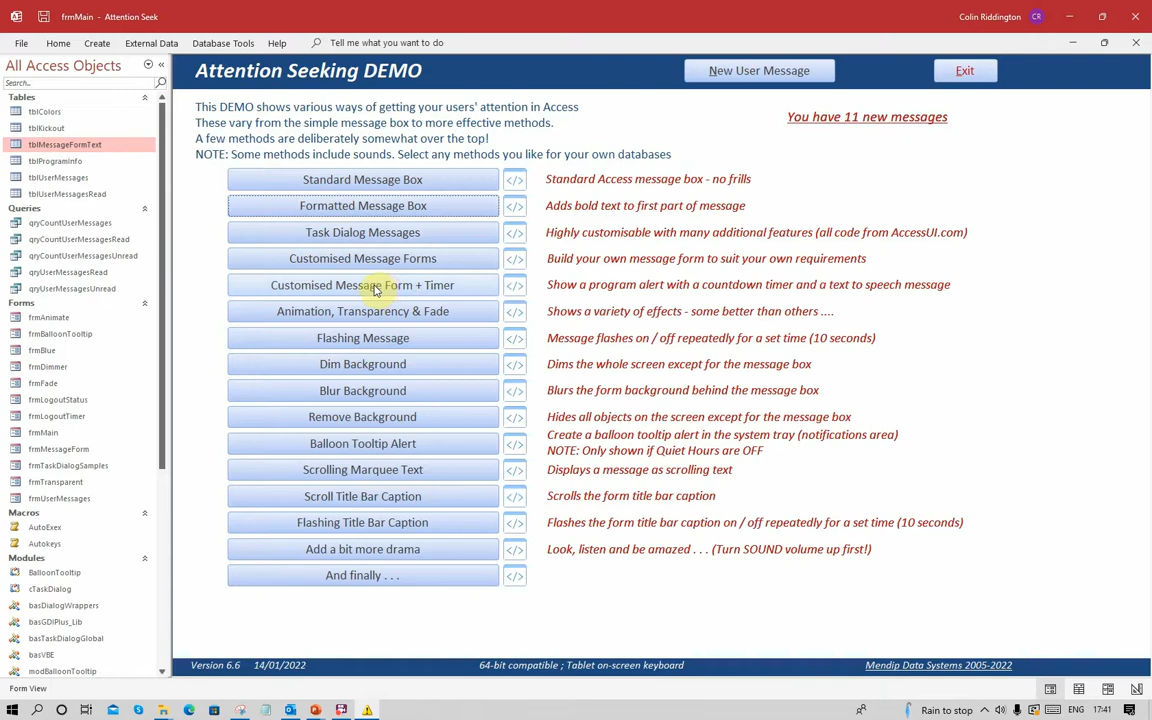 frmMain - Attention Seek
Colin Riddington CR
File Home Create External Data Database Tools Help Tell me what you want to do
All Access Objects
Search...
Tables
tblColors
tblKickout
tblMessageFormText
tblProgramInfo
tblUserMessages
tblUserMessagesRead
Queries
qryCountUserMessages
qryCountUserMessagesRead
qryCountUserMessagesUnread
qryUserMessagesRead
qryUserMessagesUnread
Forms
frmAnimate
frmBalloonTooltip
frmBlue
frmDimmer
frmFade
frmLogoutStatus
frmLogoutTimer
frmMain
frmMessageForm
frmTaskDialogSamples
frmTransparent
frmUserMessages
Macros
AutoExex
Autokeys
Modules
BalloonTooltip
cTaskDialog
basDialogWrappers
basGDIPlus_Lib
basTaskDialogGlobal
basVBE
modBalloonTooltip
Attention Seeking DEMO
New User Message
Exit
This DEMO shows various ways of getting your users' attention in Access
These vary from the simple message box to more effective methods.
A few methods are deliberately somewhat over the top!
NOTE: Some methods include sounds. Select any methods you like for your own databases
You have 11 new messages
Standard Message Box </> Standard Access message box - no frills
Formatted Message Box </> Adds bold text to first part of message
Task Dialog Messages </> Highly customisable with many additional features (all code from AccessUI.com)
Customised Message Forms </> Build your own message form to suit your own requirements
Customised Message Form + Timer </> Show a program alert with a countdown timer and a text to speech message
Animation, Transparency & Fade </> Shows a variety of effects - some better than others ....
Flashing Message </> Message flashes on / off repeatedly for a set time (10 seconds)
Dim Background </> Dims the whole screen except for the message box
Blur Background </> Blurs the form background behind the message box
Remove Background </> Hides all objects on the screen except for the message box
Balloon Tooltip Alert </> Create a balloon tooltip alert in the system tray (notifications area)
NOTE: Only shown if Quiet Hours are OFF
Scrolling Marquee Text </> Displays a message as scrolling text
Scroll Title Bar Caption </> Scrolls the form title bar caption
Flashing Title Bar Caption </> Flashes the form title bar caption on / off repeatedly for a set time (10 seconds)
Add a bit more drama </> Look, listen and be amazed . . . (Turn SOUND volume up first!)
And finally . . . </>
Version 6.6 14/01/2022 64-bit compatible ; Tablet on-screen keyboard Mendip Data Systems 2005-2022
Form View
Rain to stop ENG 17:41